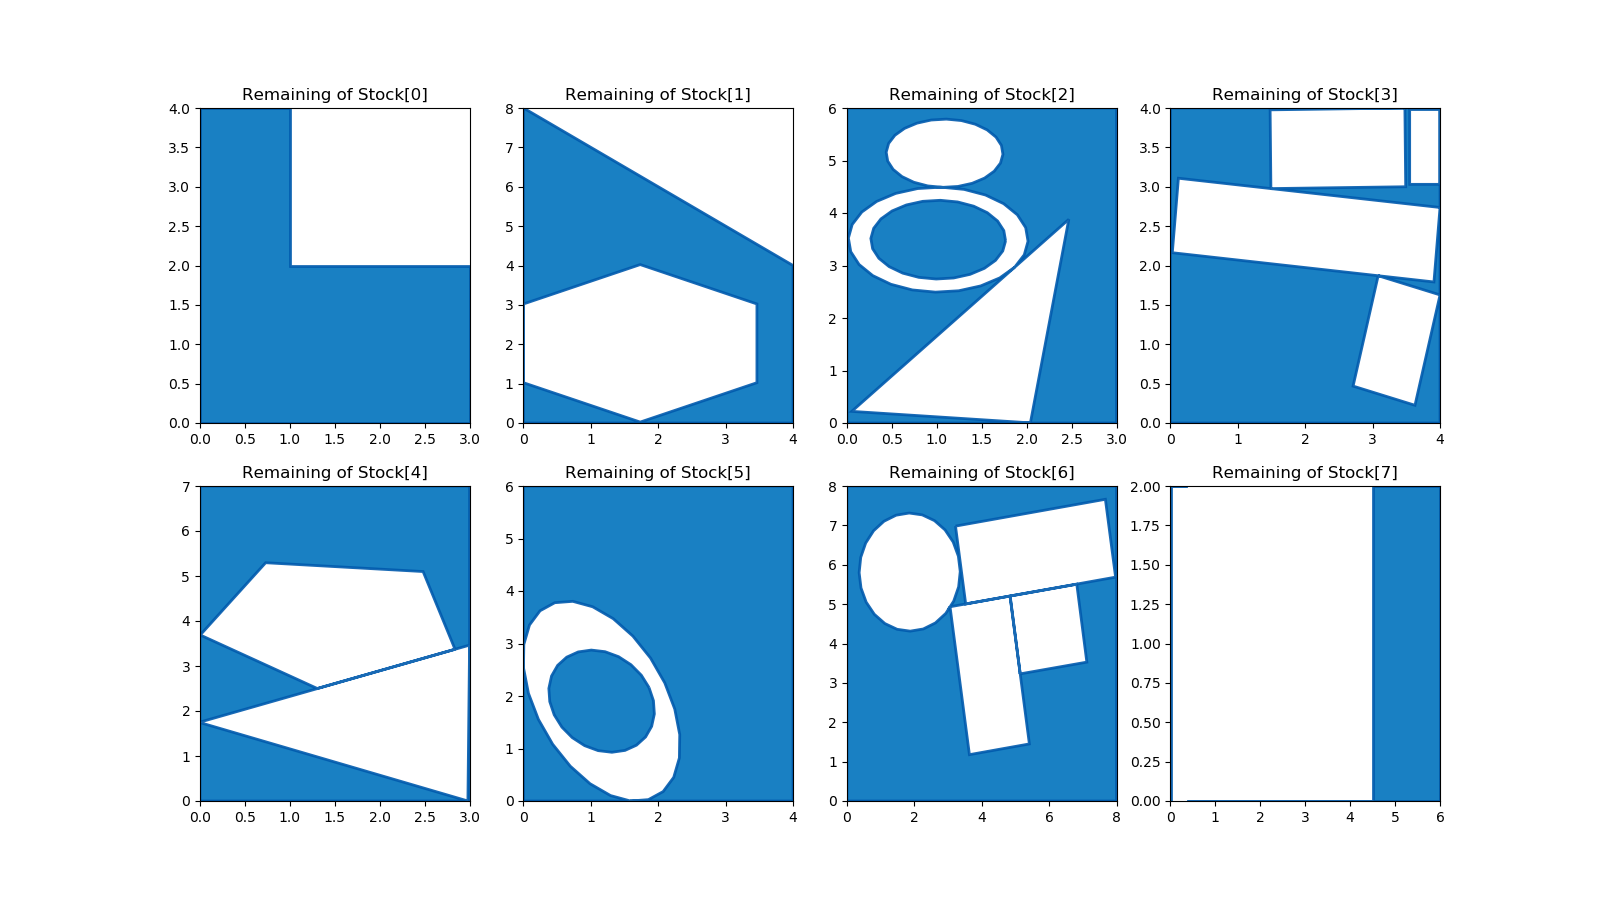 Remaining of Stock[0] Remaining of Stock[1] Remaining of Stock[2] Remaining of Stock[3]
4.0 8 6 4.0
3.5 7 5 3.5
3.0 6 4 3.0
2.5 5 3 2.5
2.0 4 2 2.0
1.5 3 1 1.5
1.0 2 0 1.0
0.5 1 0.5
0.0 0 0.0
0.0 0.5 1.0 1.5 2.0 2.5 3.0 0 1 2 3 4 0.0 0.5 1.0 1.5 2.0 2.5 3.0 0 1 2 3 4
Remaining of Stock[4] Remaining of Stock[5] Remaining of Stock[6] Remaining of Stock[7]
7 6 8 2.00
6 5 7 1.75
5 4 6 1.50
4 3 5 1.25
3 2 4 1.00
2 1 3 0.75
1 0 2 0.50
0 1 0.25
0 0.00
0.0 0.5 1.0 1.5 2.0 2.5 3.0 0 1 2 3 4 0 2 4 6 8 0 1 2 3 4 5 6